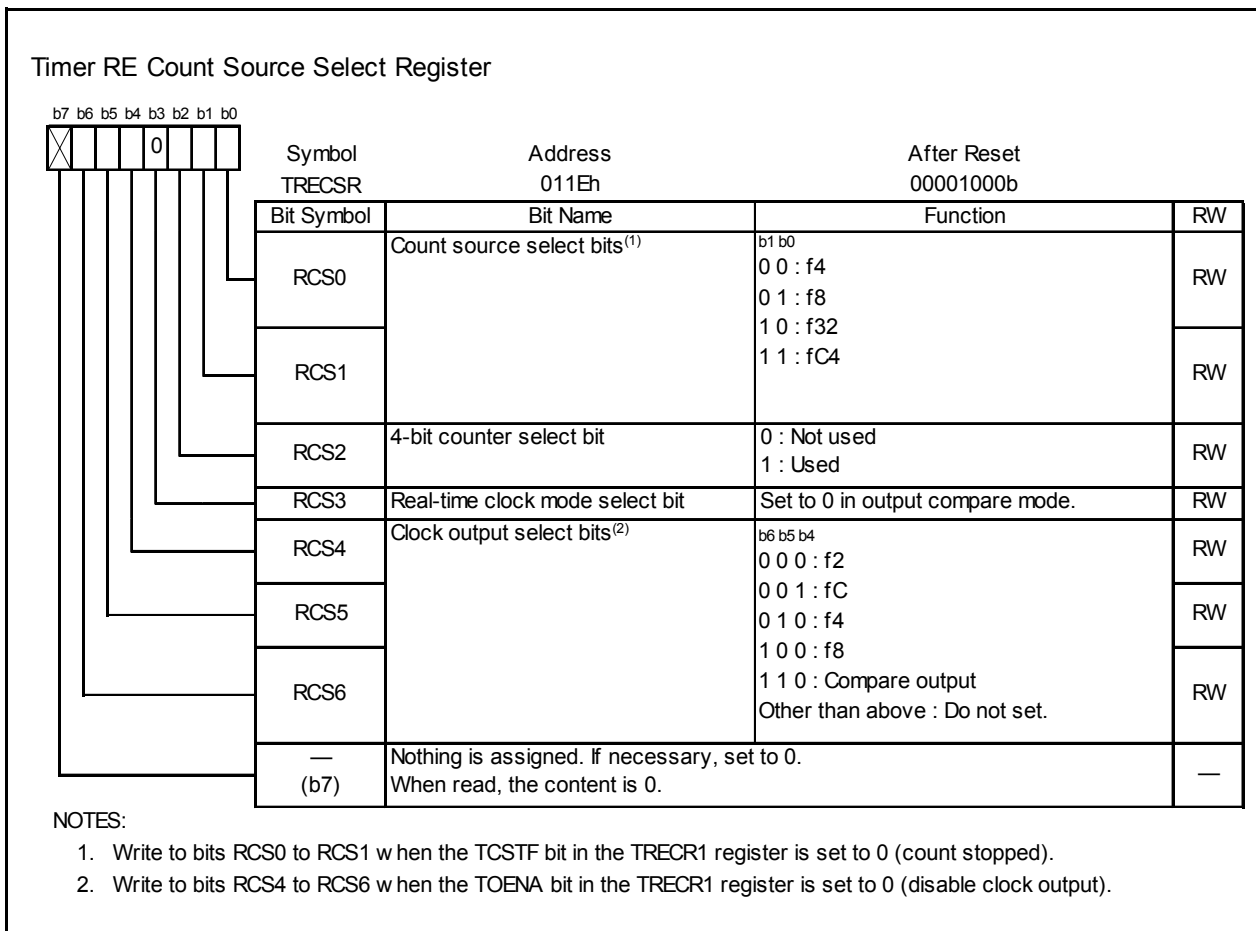 Timer RE Count Source Select Register
b7 b6 b5 b4 b3 b2 b1 b0
0
Symbol Address After Reset
TRECSR 011Eh 00001000b
Bit Symbol Bit Name Function RW
RCS0 Count source select bits(1) b1 b0
0 0 : f4
0 1 : f8
1 0 : f32
1 1 : fC4
RW
RCS1 RW
RCS2 4-bit counter select bit 0 : Not used
1 : Used
RW
RCS3 Real-time clock mode select bit Set to 0 in output compare mode. RW
RCS4 Clock output select bits(2) b6 b5 b4
0 0 0 : f2
0 0 1 : fC
0 1 0 : f4
1 0 0 : f8
1 1 0 : Compare output
Other than above : Do not set.
RW
RCS5 RW
RCS6 RW
—
(b7)
Nothing is assigned. If necessary, set to 0.
When read, the content is 0.
—
NOTES:
1. Write to bits RCS0 to RCS1 when the TCSTF bit in the TRECR1 register is set to 0 (count stopped).
2. Write to bits RCS4 to RCS6 when the TOENA bit in the TRECR1 register is set to 0 (disable clock output).